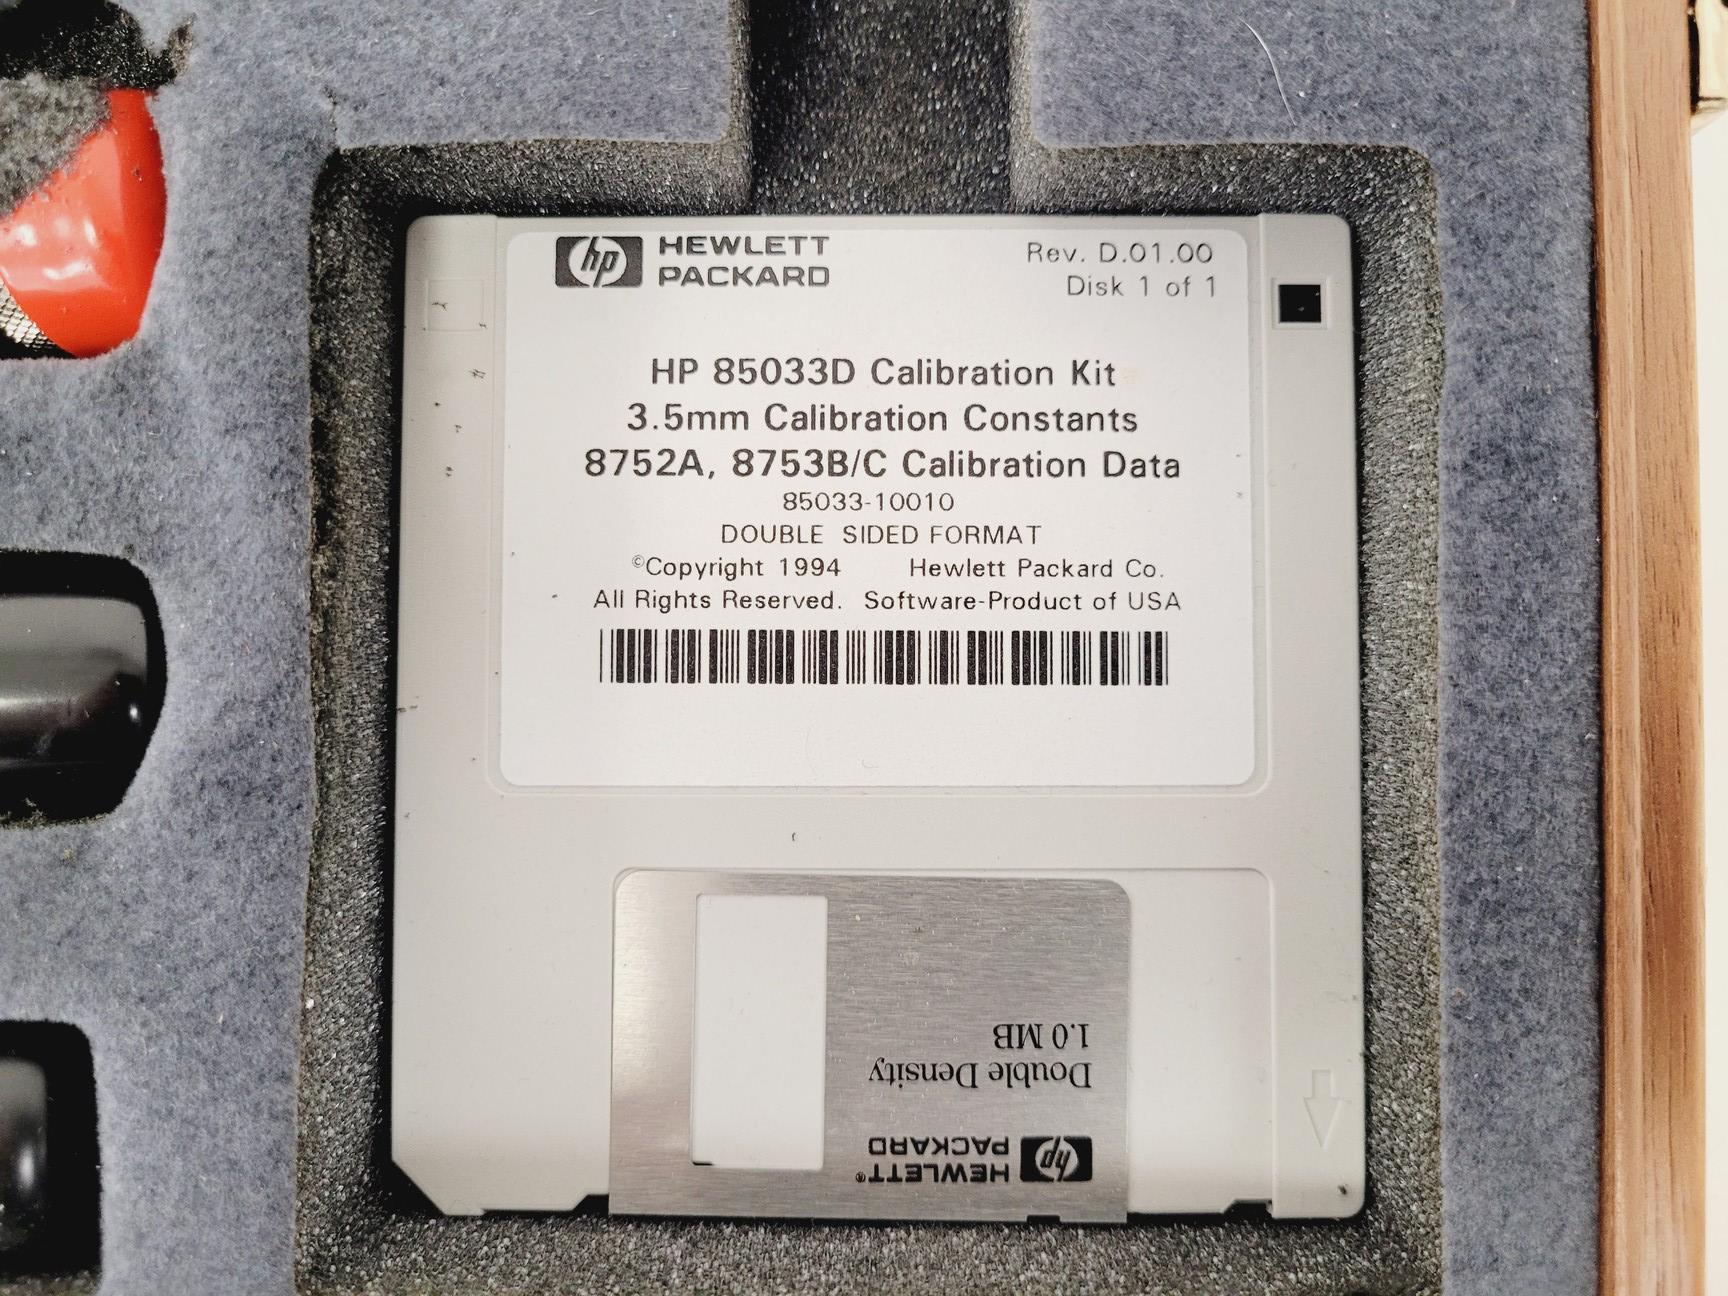 hp HEWLETT
PACKARD
Rev. D.01.00
Disk 1 of 1
HP 85033D Calibration Kit
3.5mm Calibration Constants
8752A, 8753B/C Calibration Data
85033-10010
DOUBLE SIDED FORMAT
©Copyright 1994 Hewlett Packard Co.
All Rights Reserved. Software-Product of USA
hp HEWLETT®
PACKARD
Double Density
1.0 MB